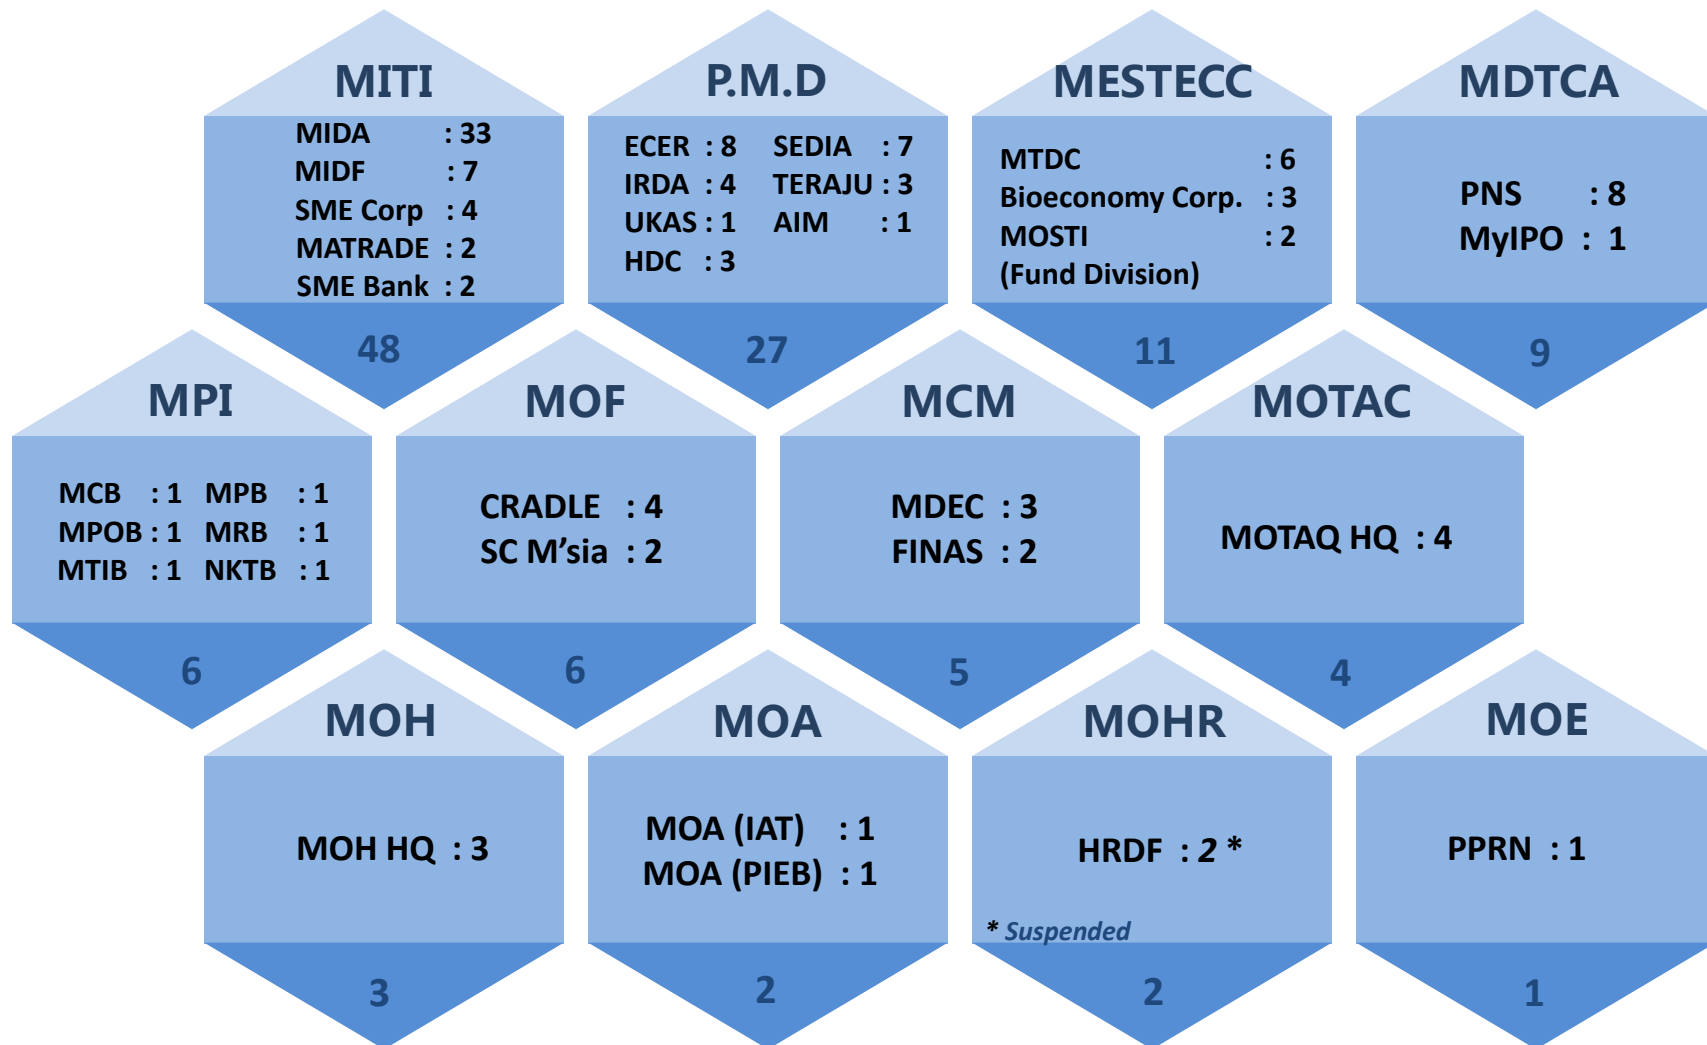 MITI
MIDA : 33
MIDF : 7
SME Corp : 4
MATRADE : 2
SME Bank : 2
48
P.M.D
ECER : 8 SEDIA : 7
IRDA : 4 TERAJU : 3
UKAS : 1 AIM : 1
HDC : 3
27
MESTECC
MTDC : 6
Bioeconomy Corp. : 3
MOSTI : 2
(Fund Division)
11
MDTCA
PNS : 8
MyIPO : 1
9
MPI
MCB : 1 MPB : 1
MPOB : 1 MRB : 1
MTIB : 1 NKTB : 1
6
MOF
CRADLE : 4
SC M’sia : 2
6
MCM
MDEC : 3
FINAS : 2
5
MOTAC
MOTAQ HQ : 4
4
MOH
MOH HQ : 3
3
MOA
MOA (IAT) : 1
MOA (PIEB) : 1
2
MOHR
HRDF : 2 *
* Suspended
2
MOE
PPRN : 1
1